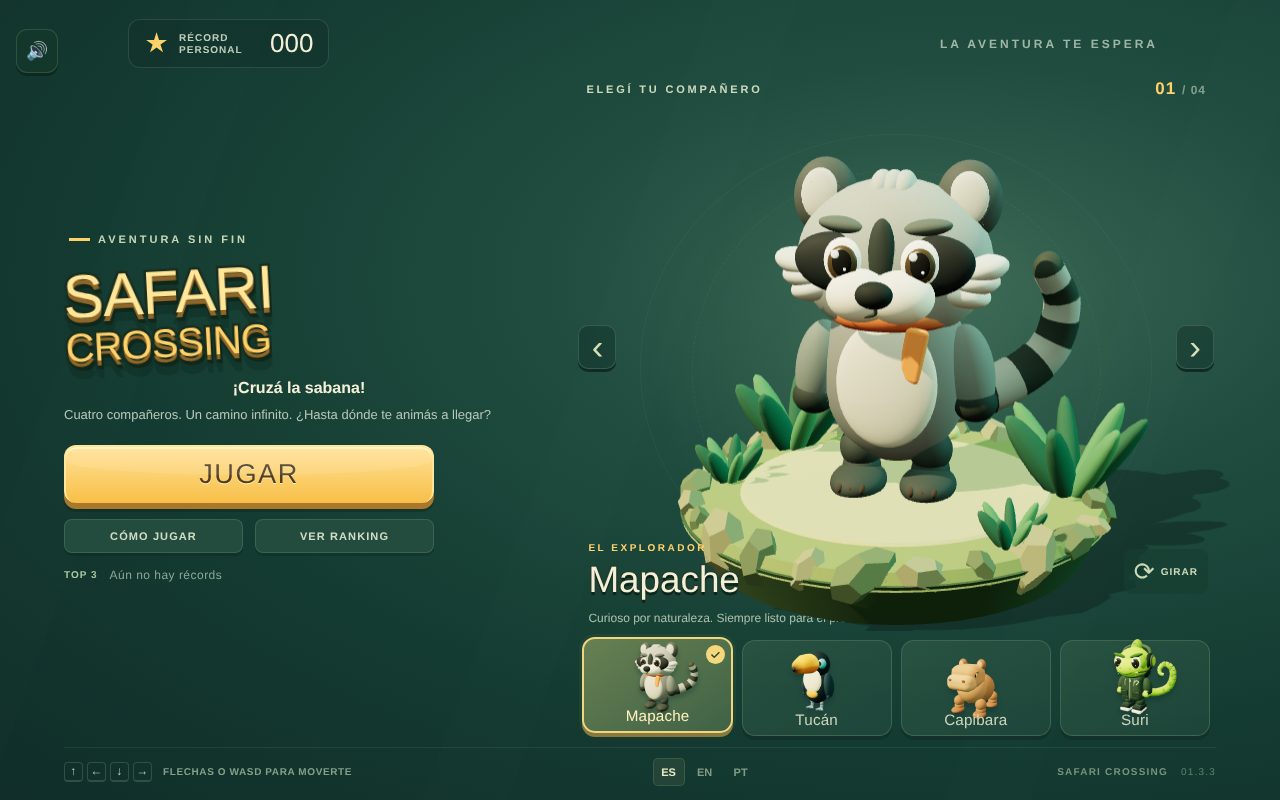 RÉCORD
PERSONAL
000
LA AVENTURA TE ESPERA
ELEGÍ TU COMPAÑERO
01 / 04
AVENTURA SIN FIN
SAFARI
CROSSING
¡Cruzá la sabana!
Cuatro compañeros. Un camino infinito. ¿Hasta dónde te animás a llegar?
JUGAR
CÓMO JUGAR
VER RANKING
TOP 3 Aún no hay récords
‹
›
EL EXPLORADOR
Mapache
Curioso por naturaleza. Siempre listo para el
⟳ GIRAR
Mapache
Tucán
Capibara
Suri
↑ ← ↓ → FLECHAS O WASD PARA MOVERTE
ES EN PT
SAFARI CROSSING 01.3.3